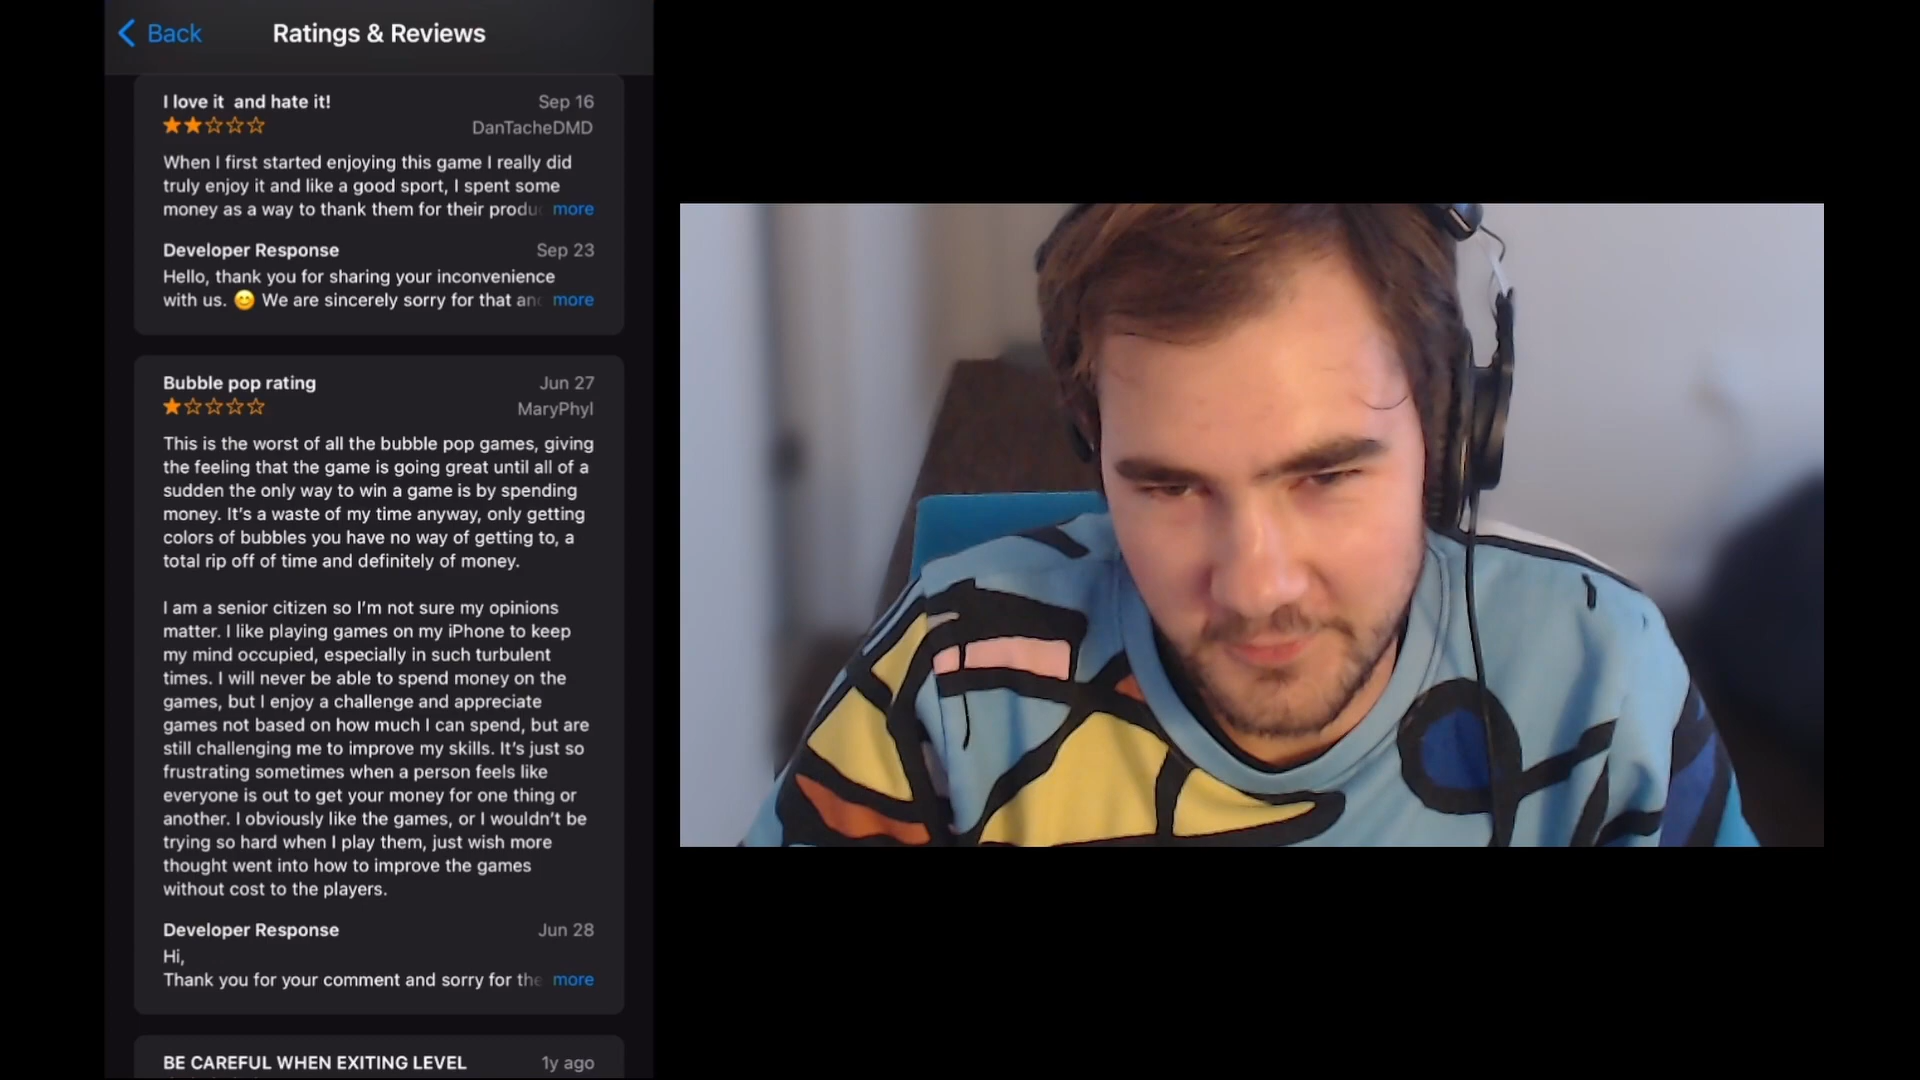 Back
Ratings & Reviews
I love it and hate it!
Sep 16
DanTacheDMD
When I first started enjoying this game I really did
truly enjoy it and like a good sport, I spent some
money as a way to thank them for their produ more
Developer Response
Sep 23
Hello, thank you for sharing your inconvenience
with us. 😊 We are sincerely sorry for that and more
Bubble pop rating
Jun 27
MaryPhyl
This is the worst of all the bubble pop games, giving
the feeling that the game is going great until all of a
sudden the only way to win a game is by spending
money. It’s a waste of my time anyway, only getting
colors of bubbles you have no way of getting to, a
total rip off of time and definitely of money.
I am a senior citizen so I’m not sure my opinions
matter. I like playing games on my iPhone to keep
my mind occupied, especially in such turbulent
times. I will never be able to spend money on the
games, but I enjoy a challenge and appreciate
games not based on how much I can spend, but are
still challenging me to improve my skills. It’s just so
frustrating sometimes when a person feels like
everyone is out to get your money for one thing or
another. I obviously like the games, or I wouldn’t be
trying so hard when I play them, just wish more
thought went into how to improve the games
without cost to the players.
Developer Response
Jun 28
Hi,
Thank you for your comment and sorry for the more
BE CAREFUL WHEN EXITING LEVEL
1y ago